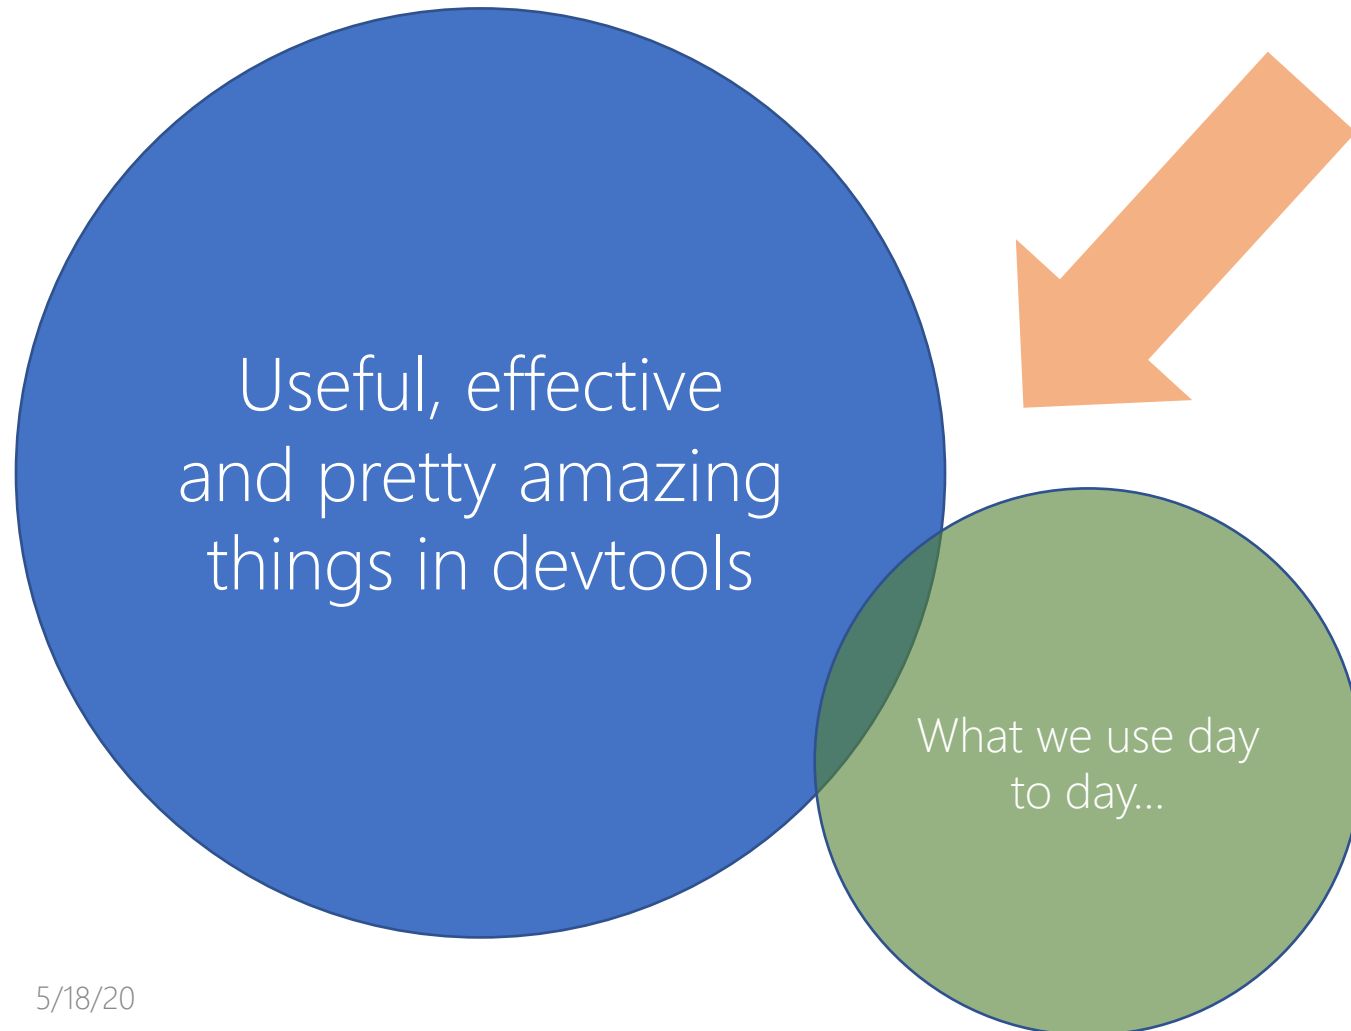 Useful, effective
and pretty amazing
things in devtools
What we use day
to day...
5/18/20